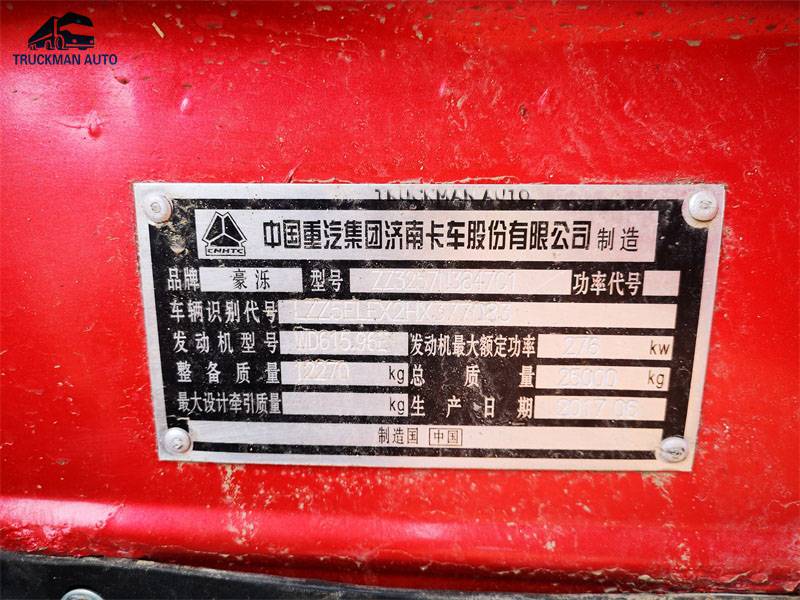 TRUCKMAN AUTO
TRUCKMAN AUTO
CNHTC 中国重汽集团济南卡车股份有限公司 制造
品牌 豪泺 型号 功率代号
车辆识别代号
发动机型号 发动机最大额定功率 276 kw
整备质量 12270 kg 总质量 25000 kg
最大设计牵引质量 kg 生产日期
制造国 中国